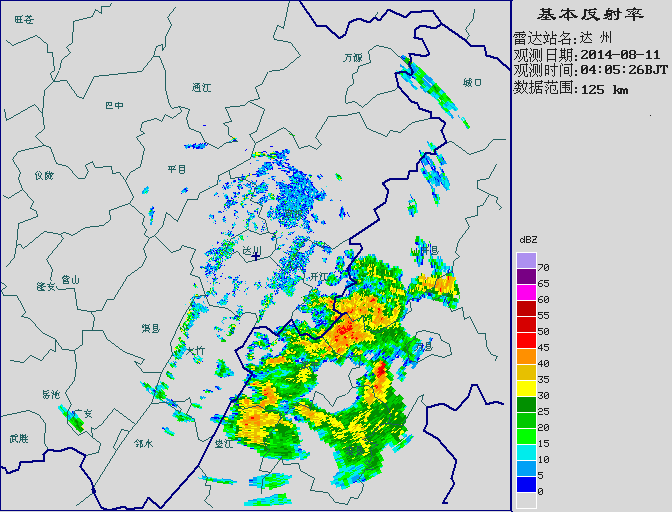 基本反射率
雷达站名:达 州
观测日期:2014-08-11
观测时间:04:05:26BJT
数据范围:125 km
旺苍
万源
城口
通江
巴中
平昌
仪陇
达川
开江
营山
渠县
大竹
岳池
广安
武胜
邻水
垫江
dBZ
70
65
60
55
50
45
40
35
30
25
20
15
10
5
0